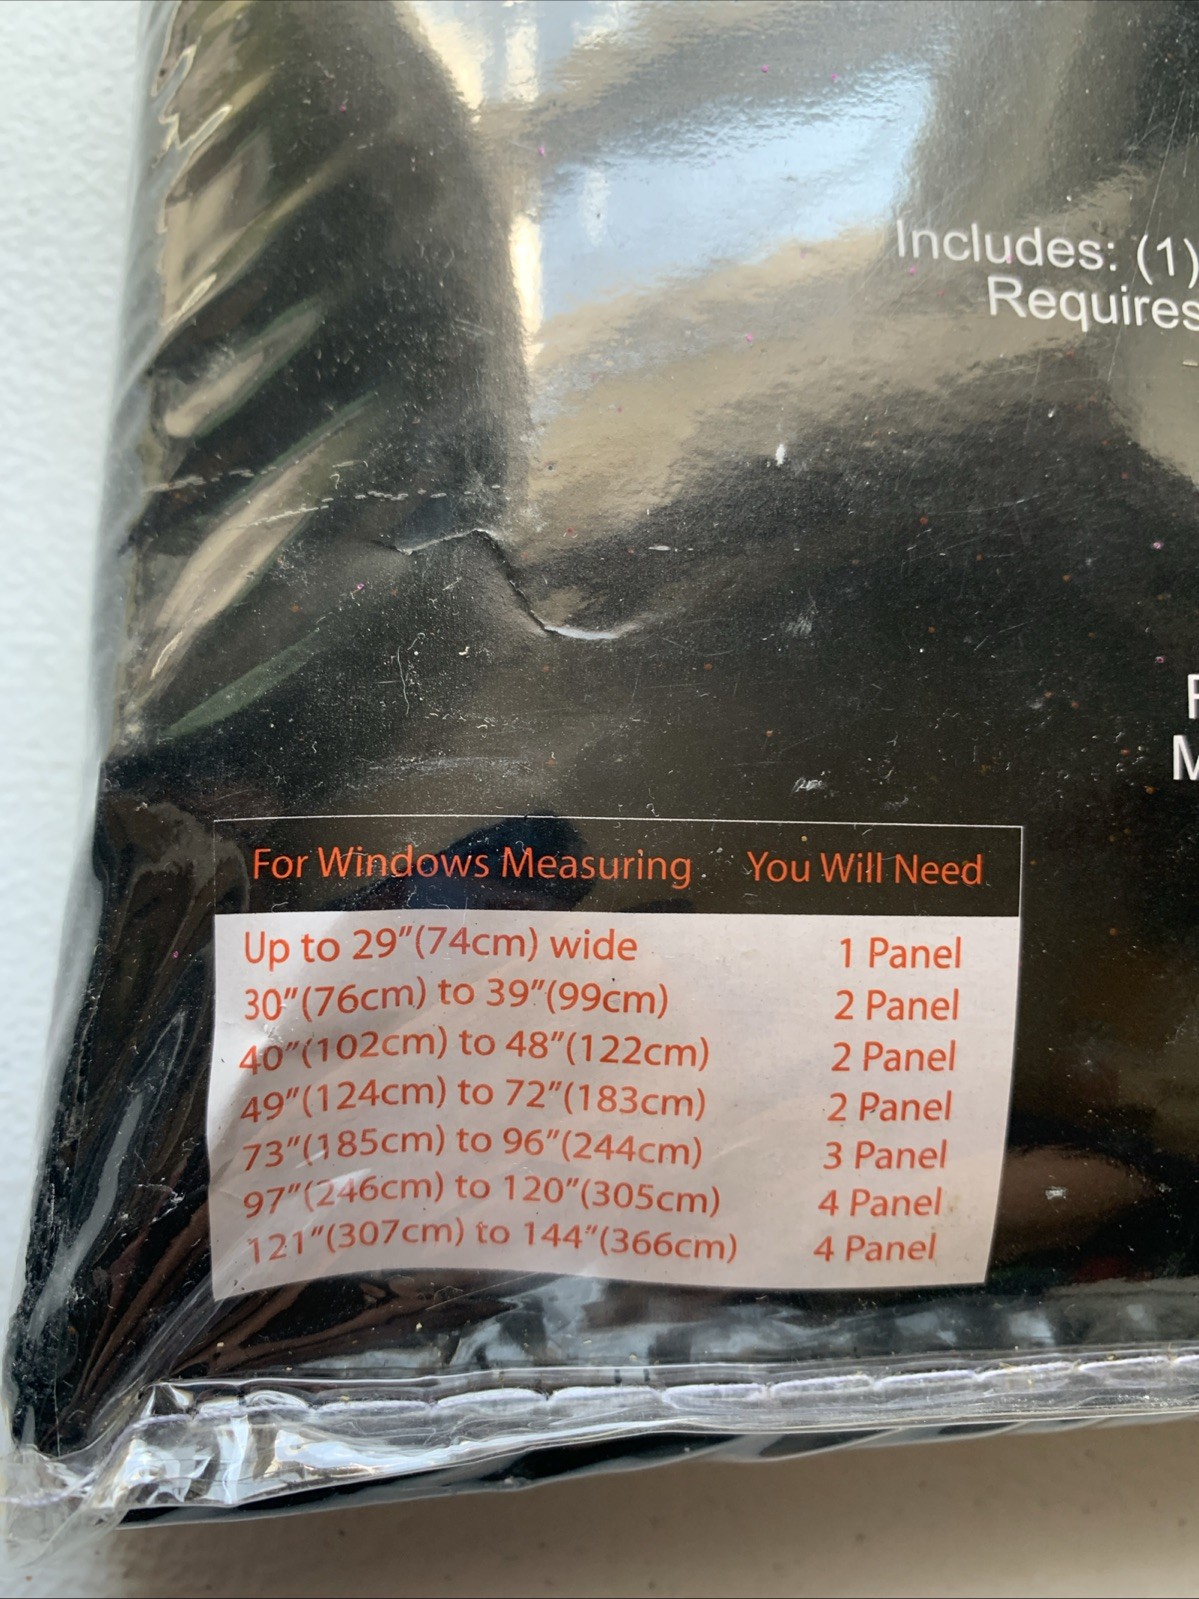 Includes: (1)
Requires
For Windows Measuring You Will Need
Up to 29"(74cm) wide 1 Panel
30"(76cm) to 39"(99cm) 2 Panel
40"(102cm) to 48"(122cm) 2 Panel
49"(124cm) to 72"(183cm) 2 Panel
73"(185cm) to 96"(244cm) 3 Panel
97"(246cm) to 120"(305cm) 4 Panel
121"(307cm) to 144"(366cm) 4 Panel